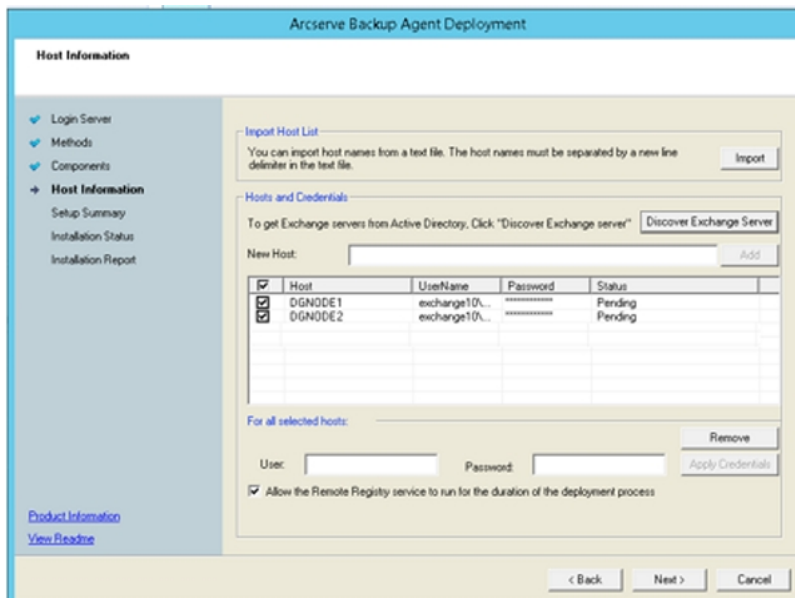 Arcserve Backup Agent Deployment
Host Information
Login Server
Methods
Components
Host Information
Setup Summary
Installation Status
Installation Report
Product Information
View Readme
Import Host List
You can import host names from a text file. The host names must be separated by a new line
delimiter in the text file.
Import
Hosts and Credentials
To get Exchange servers from Active Directory, Click "Discover Exchange server"
Discover Exchange Server
New Host:
Add
Host UserName Password Status
DGNODE1 exchange10\... ************ Pending
DGNODE2 exchange10\... ************ Pending
For all selected hosts:
Remove
User: Password: Apply Credentials
Allow the Remote Registry service to run for the duration of the deployment process
< Back Next > Cancel